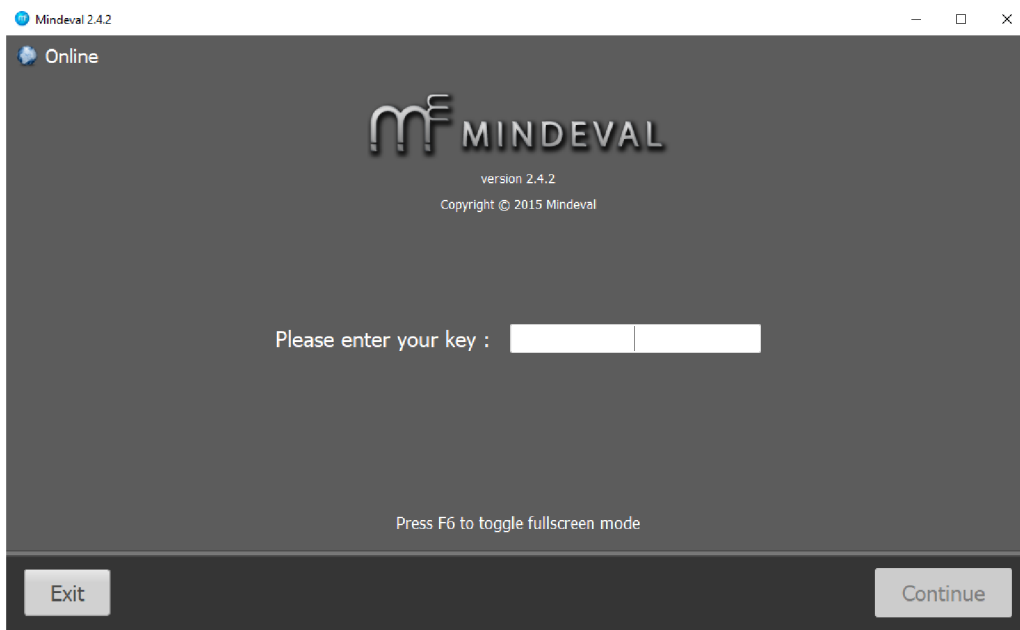 Mindeval 2.4.2
Online
MINDEVAL
version 2.4.2
Copyright © 2015 Mindeval
Please enter your key :
Press F6 to toggle fullscreen mode
Exit
Continue